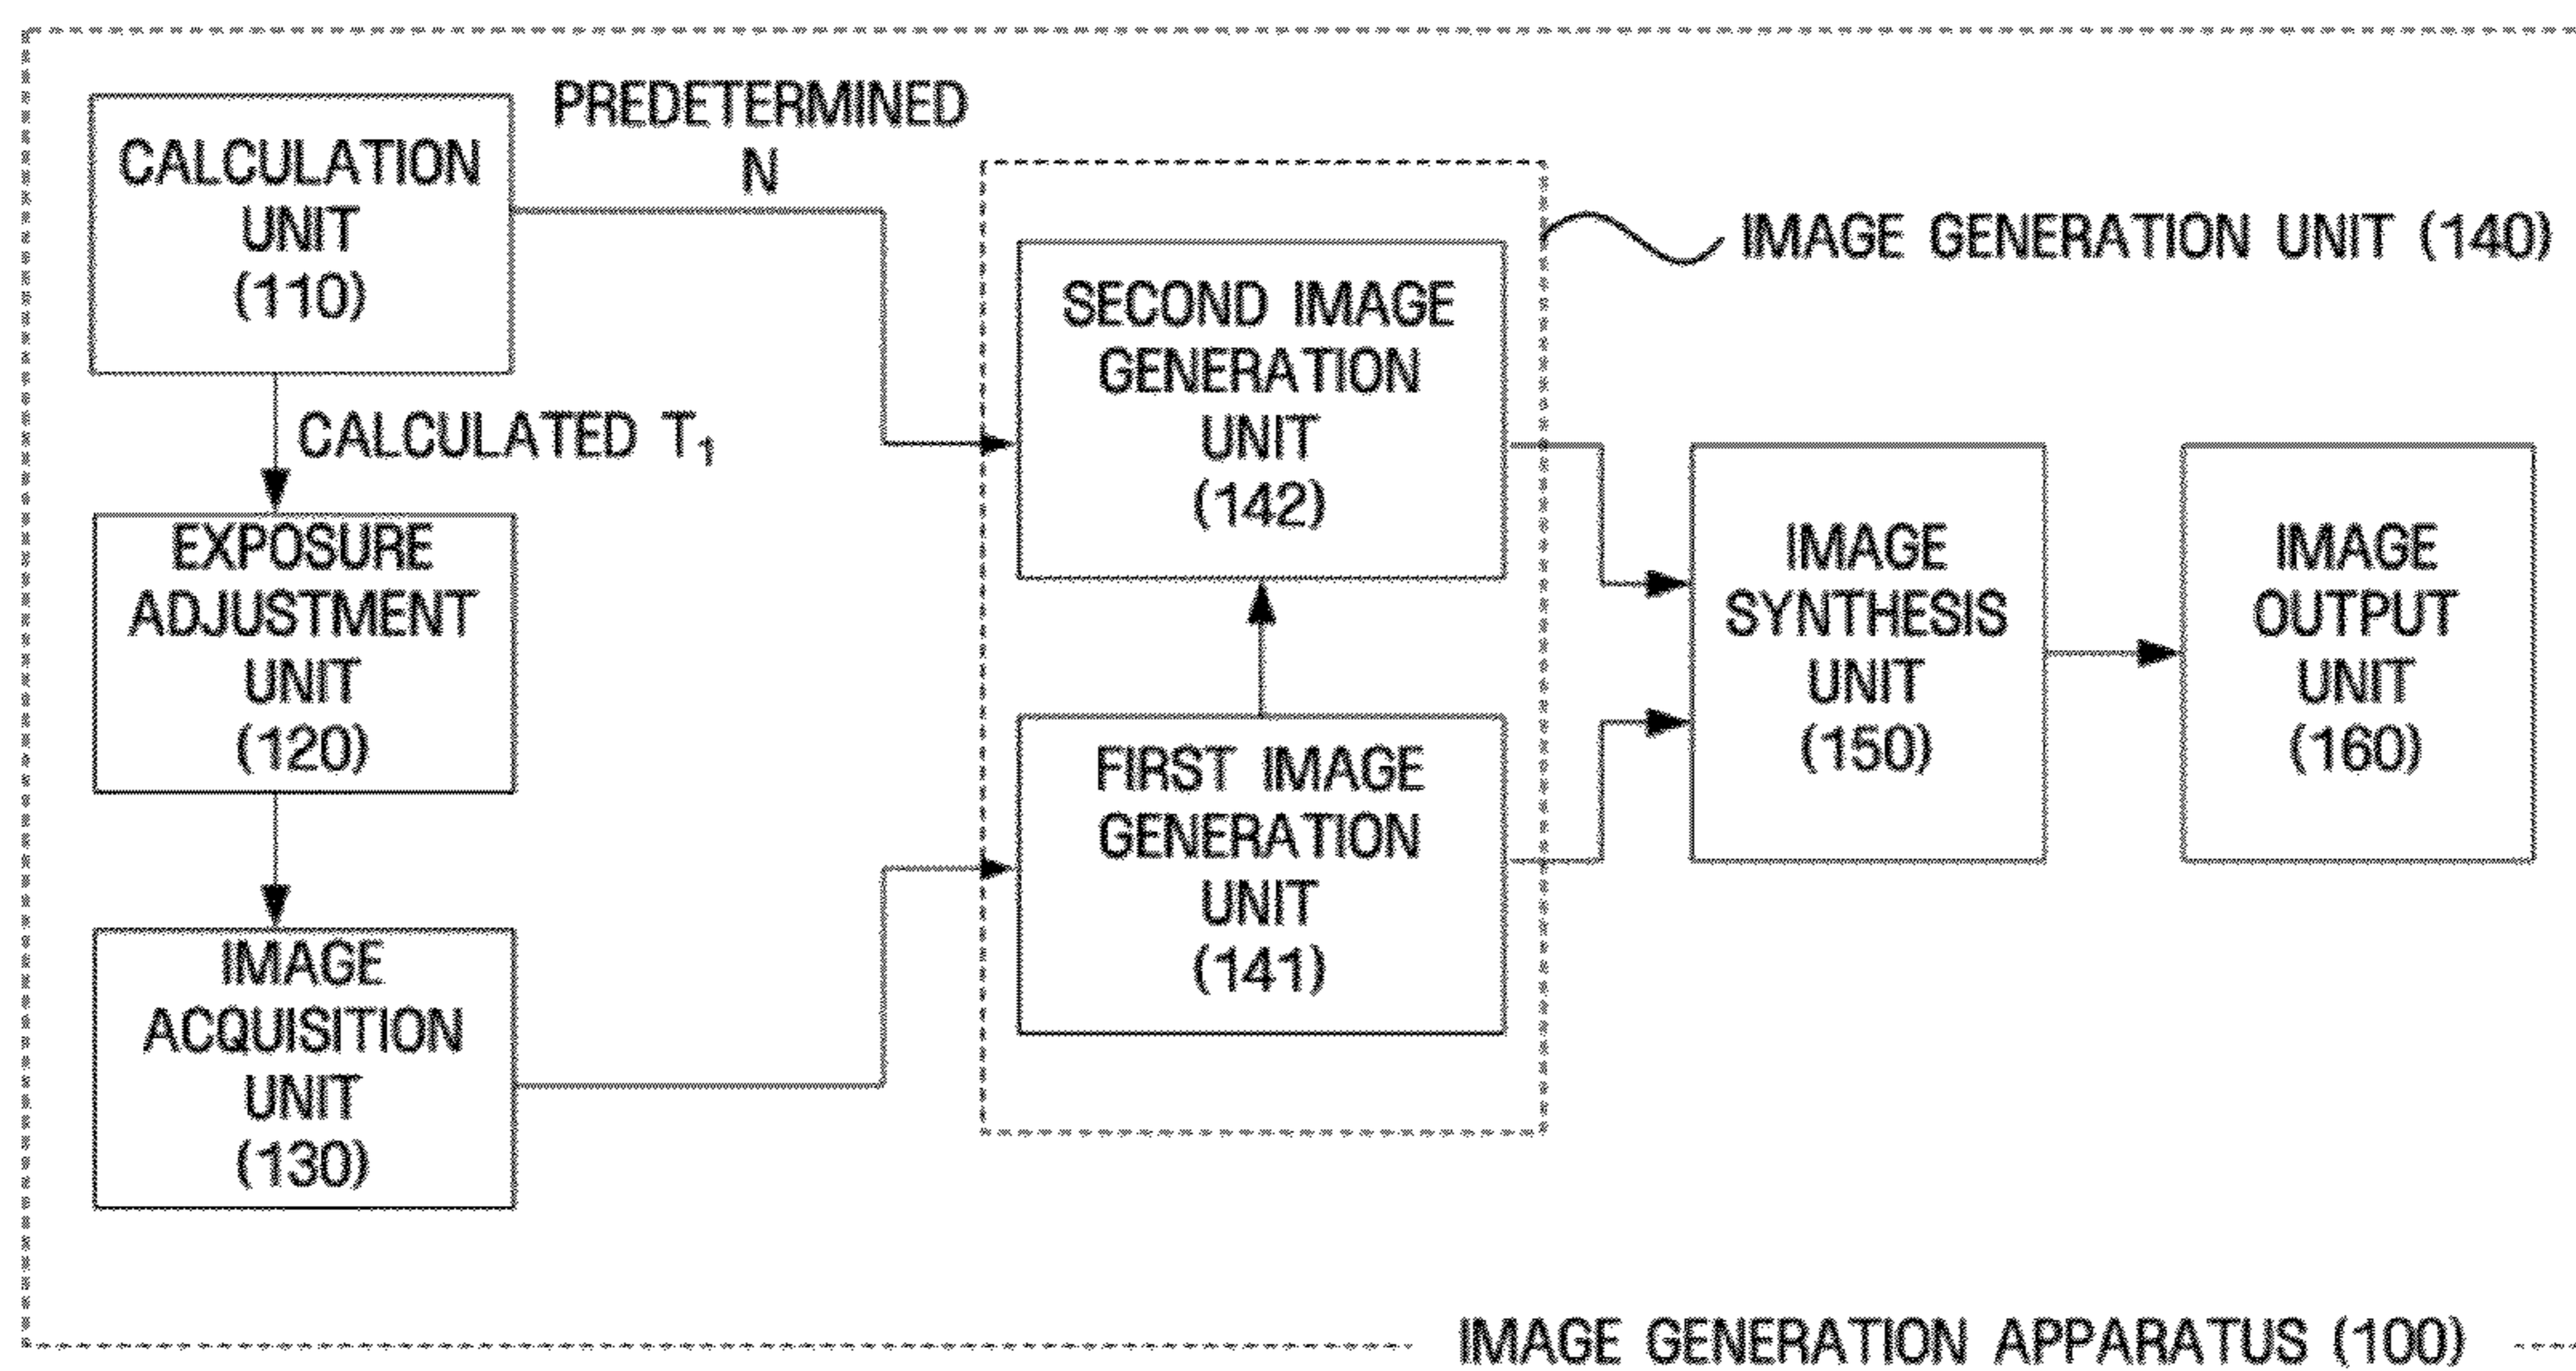 CALCULATION
UNIT
(110)
PREDETERMINED
N
CALCULATED T₁
EXPOSURE
ADJUSTMENT
UNIT
(120)
IMAGE
ACQUISITION
UNIT
(130)
SECOND IMAGE
GENERATION
UNIT
(142)
FIRST IMAGE
GENERATION
UNIT
(141)
IMAGE GENERATION UNIT (140)
IMAGE
SYNTHESIS
UNIT
(150)
IMAGE
OUTPUT
UNIT
(160)
IMAGE GENERATION APPARATUS (100)